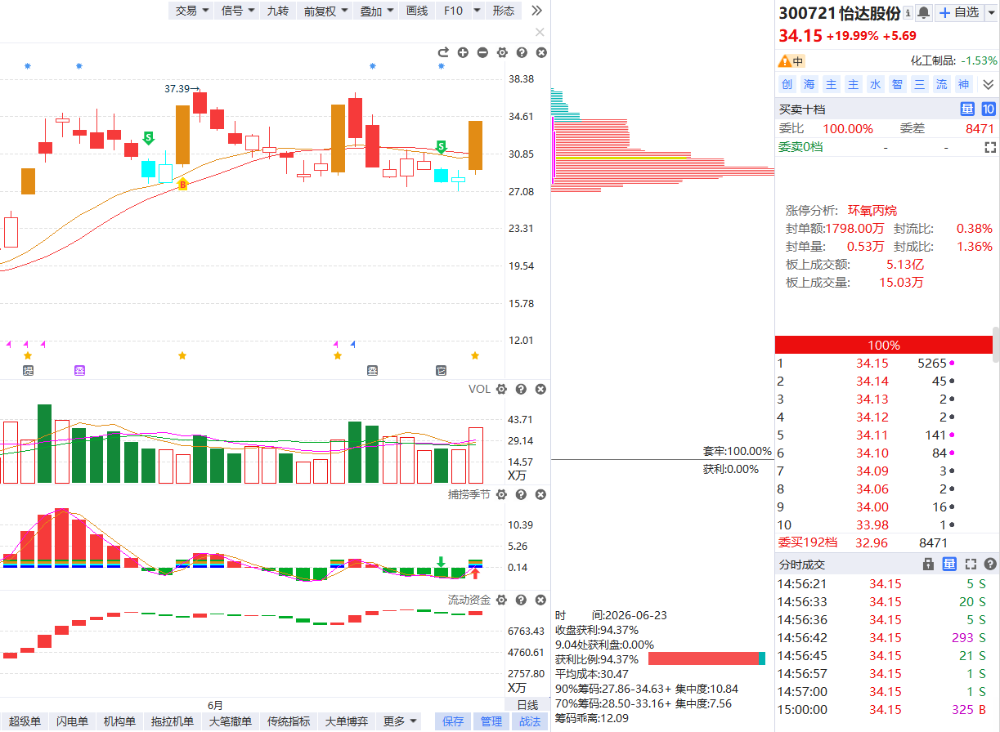 交易 信号 九转 前复权 叠加 画线 F10 形态
37.39
38.38
34.61
30.85
27.08
23.31
19.54
15.78
12.01
S
S
B
提 叠 叠 它
VOL
43.71
29.14
14.57
X万
捕捞季节
10.39
5.26
0.14
流动资金
6763.43
4760.61
2757.80
X万
6月
日线
超级单 闪电单 机构单 拖拉机单 大笔撤单 传统指标 大单博弈 更多 保存 管理 战法
套牢:100.00%
获利:0.00%
时 间:2026-06-23
收盘获利:94.37%
9.04处获利盘:0.00%
获利比例:94.37%
平均成本:30.47
90%筹码:27.86-34.63+ 集中度:10.84
70%筹码:28.50-33.16+ 集中度:7.56
筹码乖离:12.09
300721 怡达股份 自选
34.15 +19.99% +5.69
中 化工制品: -1.53%
创 海 主 主 水 智 三 流 神
买卖十档 量 10
委比 100.00% 委差 8471
委卖0档 - -
涨停分析: 环氧丙烷
封单额:1798.00万 封流比: 0.38%
封单量: 0.53万 封成比: 1.36%
板上成交额: 5.13亿
板上成交量: 15.03万
100%
1 34.15 5265
2 34.14 45
3 34.13 2
4 34.12 2
5 34.11 141
6 34.10 84
7 34.09 3
8 34.06 2
9 34.00 16
10 33.98 1
委买192档 32.96 8471
分时成交 量
14:56:21 34.15 5 S
14:56:33 34.15 20 S
14:56:36 34.15 5 S
14:56:42 34.15 293 S
14:56:45 34.15 21 S
14:56:57 34.15 1 S
14:57:00 34.15 1 S
15:00:00 34.15 325 B